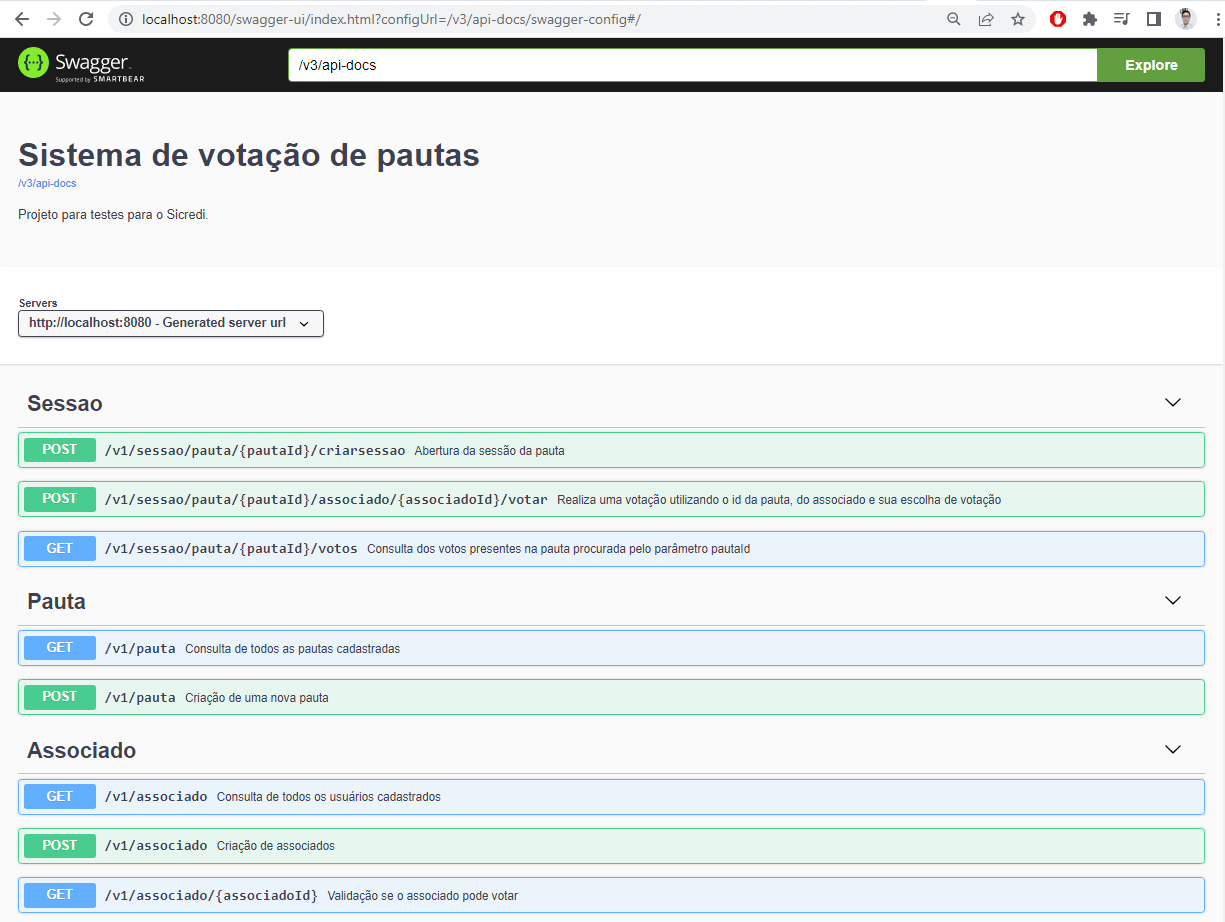 localhost:8080/swagger-ui/index.html?configUrl=/v3/api-docs/swagger-config#/
{··} Swagger™
Supported by SMARTBEAR
/v3/api-docs
Explore
Sistema de votação de pautas
/v3/api-docs
Projeto para testes para o Sicredi.
Servers
http://localhost:8080 - Generated server url
Sessao
POST /v1/sessao/pauta/{pautaId}/criarsessao Abertura da sessão da pauta
POST /v1/sessao/pauta/{pautaId}/associado/{associadoId}/votar Realiza uma votação utilizando o id da pauta, do associado e sua escolha de votação
GET /v1/sessao/pauta/{pautaId}/votos Consulta dos votos presentes na pauta procurada pelo parâmetro pautaId
Pauta
GET /v1/pauta Consulta de todos as pautas cadastradas
POST /v1/pauta Criação de uma nova pauta
Associado
GET /v1/associado Consulta de todos os usuários cadastrados
POST /v1/associado Criação de associados
GET /v1/associado/{associadoId} Validação se o associado pode votar